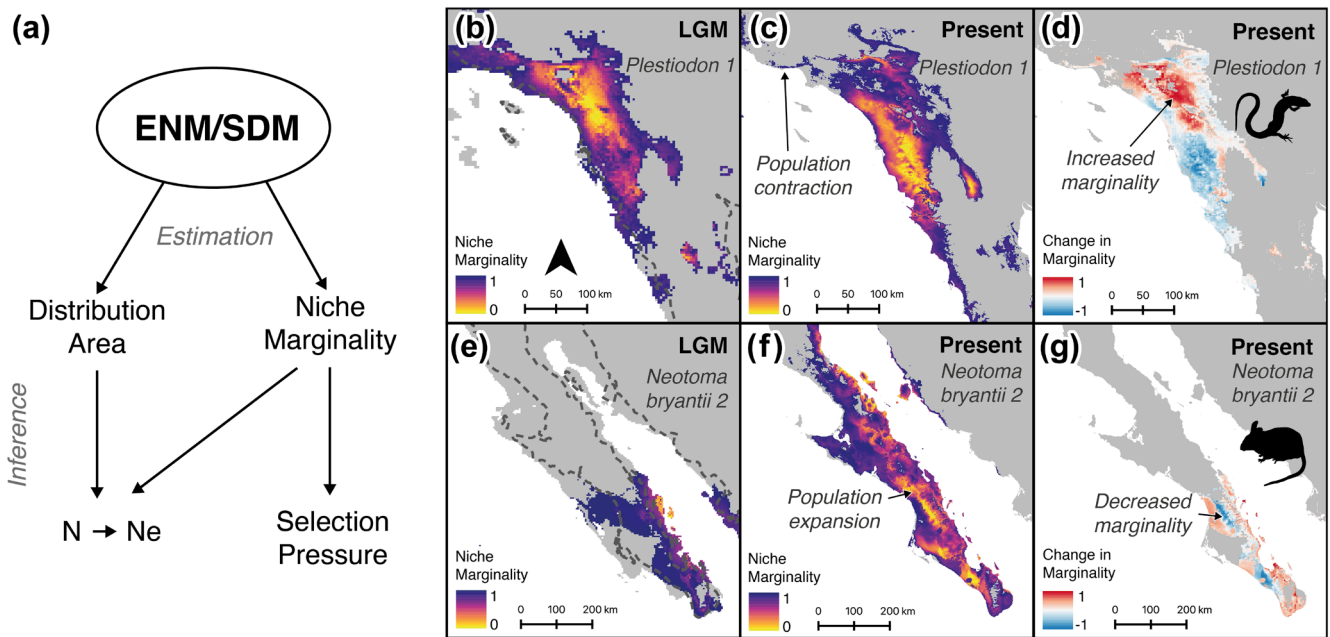 (a)
ENM/SDM
Estimation
Distribution
Area
Niche
Marginality
Inference
N → Ne
Selection
Pressure
(b)
LGM
Plestiodon 1
Niche
Marginality
1
0
0 50 100 km
(c)
Present
Plestiodon 1
Population
contraction
Niche
Marginality
1
0
0 50 100 km
(d)
Present
Plestiodon 1
Increased
marginality
Change in
Marginality
1
-1
0 50 100 km
(e)
LGM
Neotoma
bryantii 2
Niche
Marginality
1
0
0 100 200 km
(f)
Present
Neotoma
bryantii 2
Population
expansion
Niche
Marginality
1
0
0 100 200 km
(g)
Present
Neotoma
bryantii 2
Decreased
marginality
Change in
Marginality
1
-1
0 100 200 km